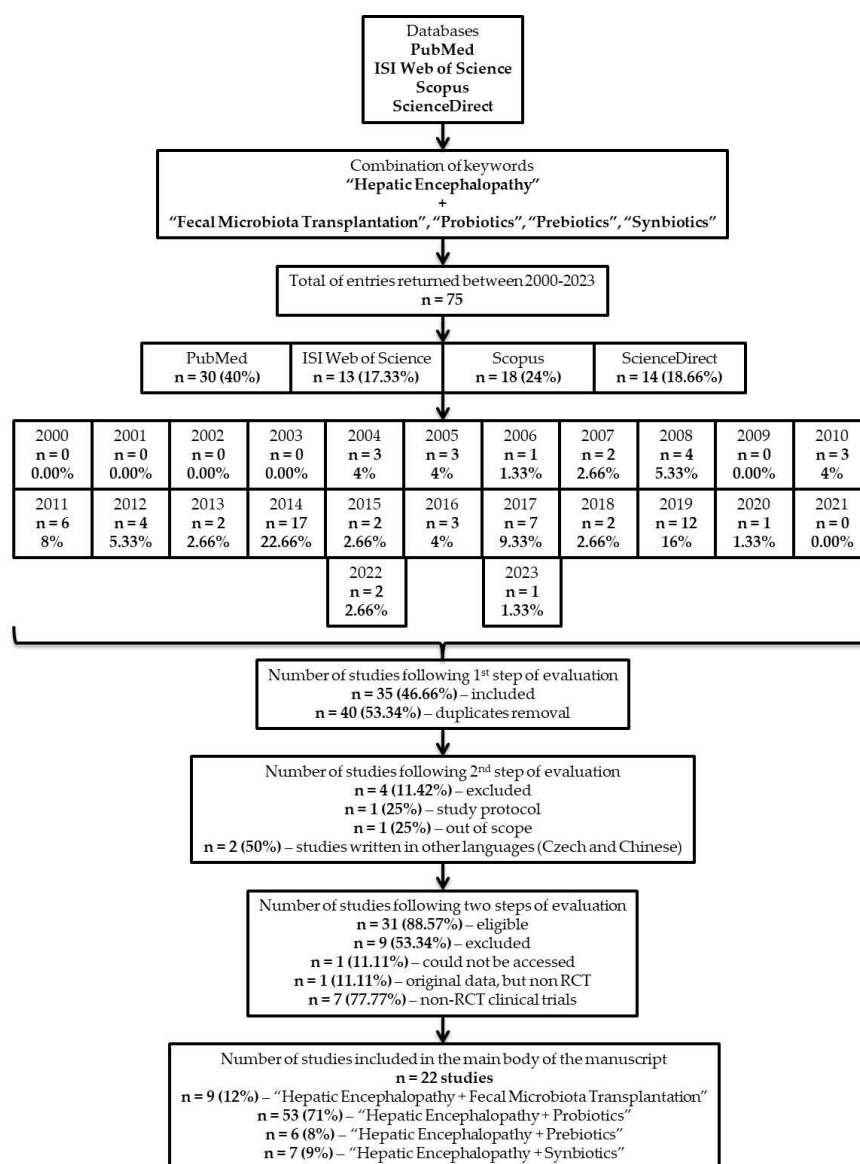 Databases
PubMed
ISI Web of Science
Scopus
ScienceDirect
Combination of keywords
“Hepatic Encephalopathy”
+
“Fecal Microbiota Transplantation”, “Probiotics”, “Prebiotics”, “Synbiotics”
Total of entries returned between 2000-2023
n = 75
PubMed ISI Web of Science Scopus ScienceDirect
n = 30 (40%) n = 13 (17.33%) n = 18 (24%) n = 14 (18.66%)
2000 2001 2002 2003 2004 2005 2006 2007 2008 2009 2010
n = 0 n = 0 n = 0 n = 0 n = 3 n = 3 n = 1 n = 2 n = 4 n = 0 n = 3
0.00% 0.00% 0.00% 0.00% 4% 4% 1.33% 2.66% 5.33% 0.00% 4%
2011 2012 2013 2014 2015 2016 2017 2018 2019 2020 2021
n = 6 n = 4 n = 2 n = 17 n = 2 n = 3 n = 7 n = 2 n = 12 n = 1 n = 0
8% 5.33% 2.66% 22.66% 2.66% 4% 9.33% 2.66% 16% 1.33% 0.00%
2022 2023
n = 2 n = 1
2.66% 1.33%
Number of studies following 1st step of evaluation
n = 35 (46.66%) – included
n = 40 (53.34%) – duplicates removal
Number of studies following 2nd step of evaluation
n = 4 (11.42%) – excluded
n = 1 (25%) – study protocol
n = 1 (25%) – out of scope
n = 2 (50%) – studies written in other languages (Czech and Chinese)
Number of studies following two steps of evaluation
n = 31 (88.57%) – eligible
n = 9 (53.34%) – excluded
n = 1 (11.11%) – could not be accessed
n = 1 (11.11%) – original data, but non RCT
n = 7 (77.77%) – non-RCT clinical trials
Number of studies included in the main body of the manuscript
n = 22 studies
n = 9 (12%) – “Hepatic Encephalopathy + Fecal Microbiota Transplantation”
n = 53 (71%) – “Hepatic Encephalopathy + Probiotics”
n = 6 (8%) – “Hepatic Encephalopathy + Prebiotics”
n = 7 (9%) – “Hepatic Encephalopathy + Synbiotics”